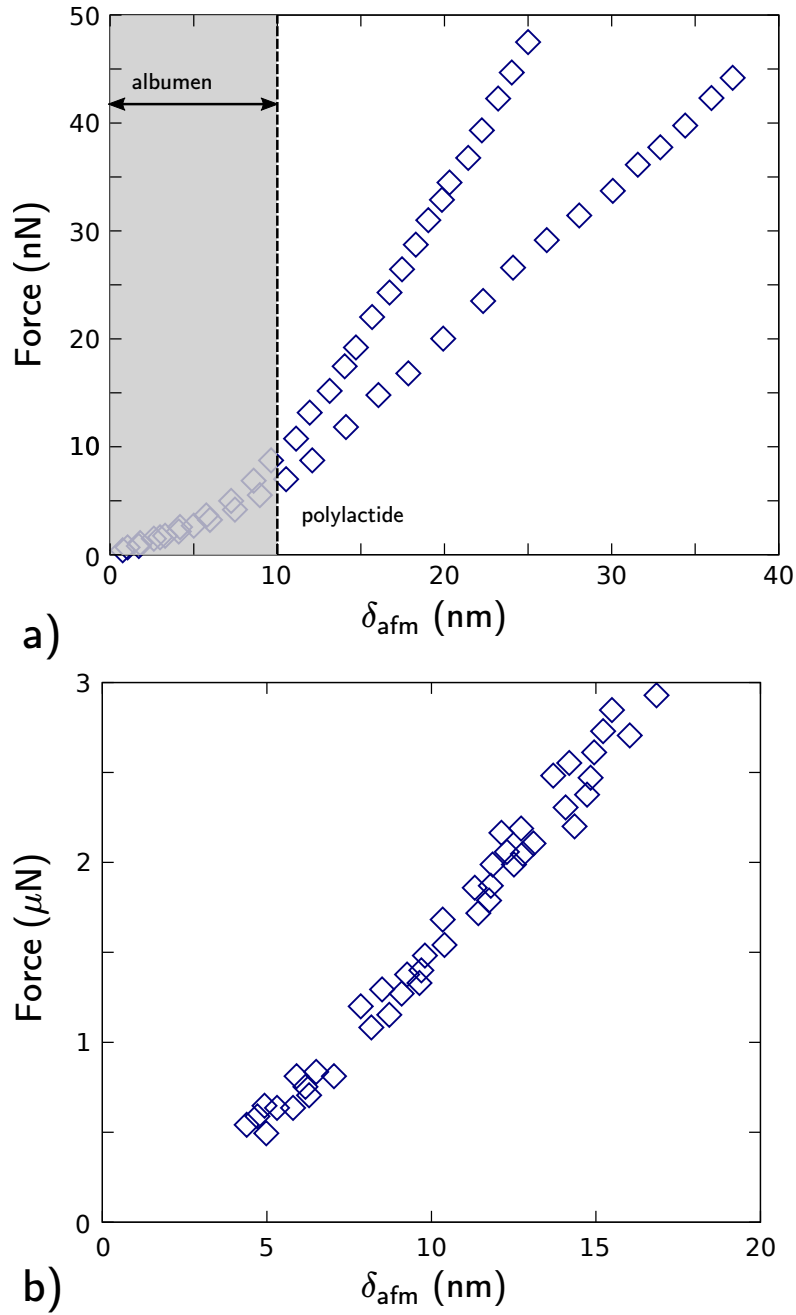 50
40
30
20
10
0
Force (nN)
albumen
polylactide
0 10 20 30 40
δafm (nm)
a)
3
2
1
0
Force (μN)
0 5 10 15 20
δafm (nm)
b)